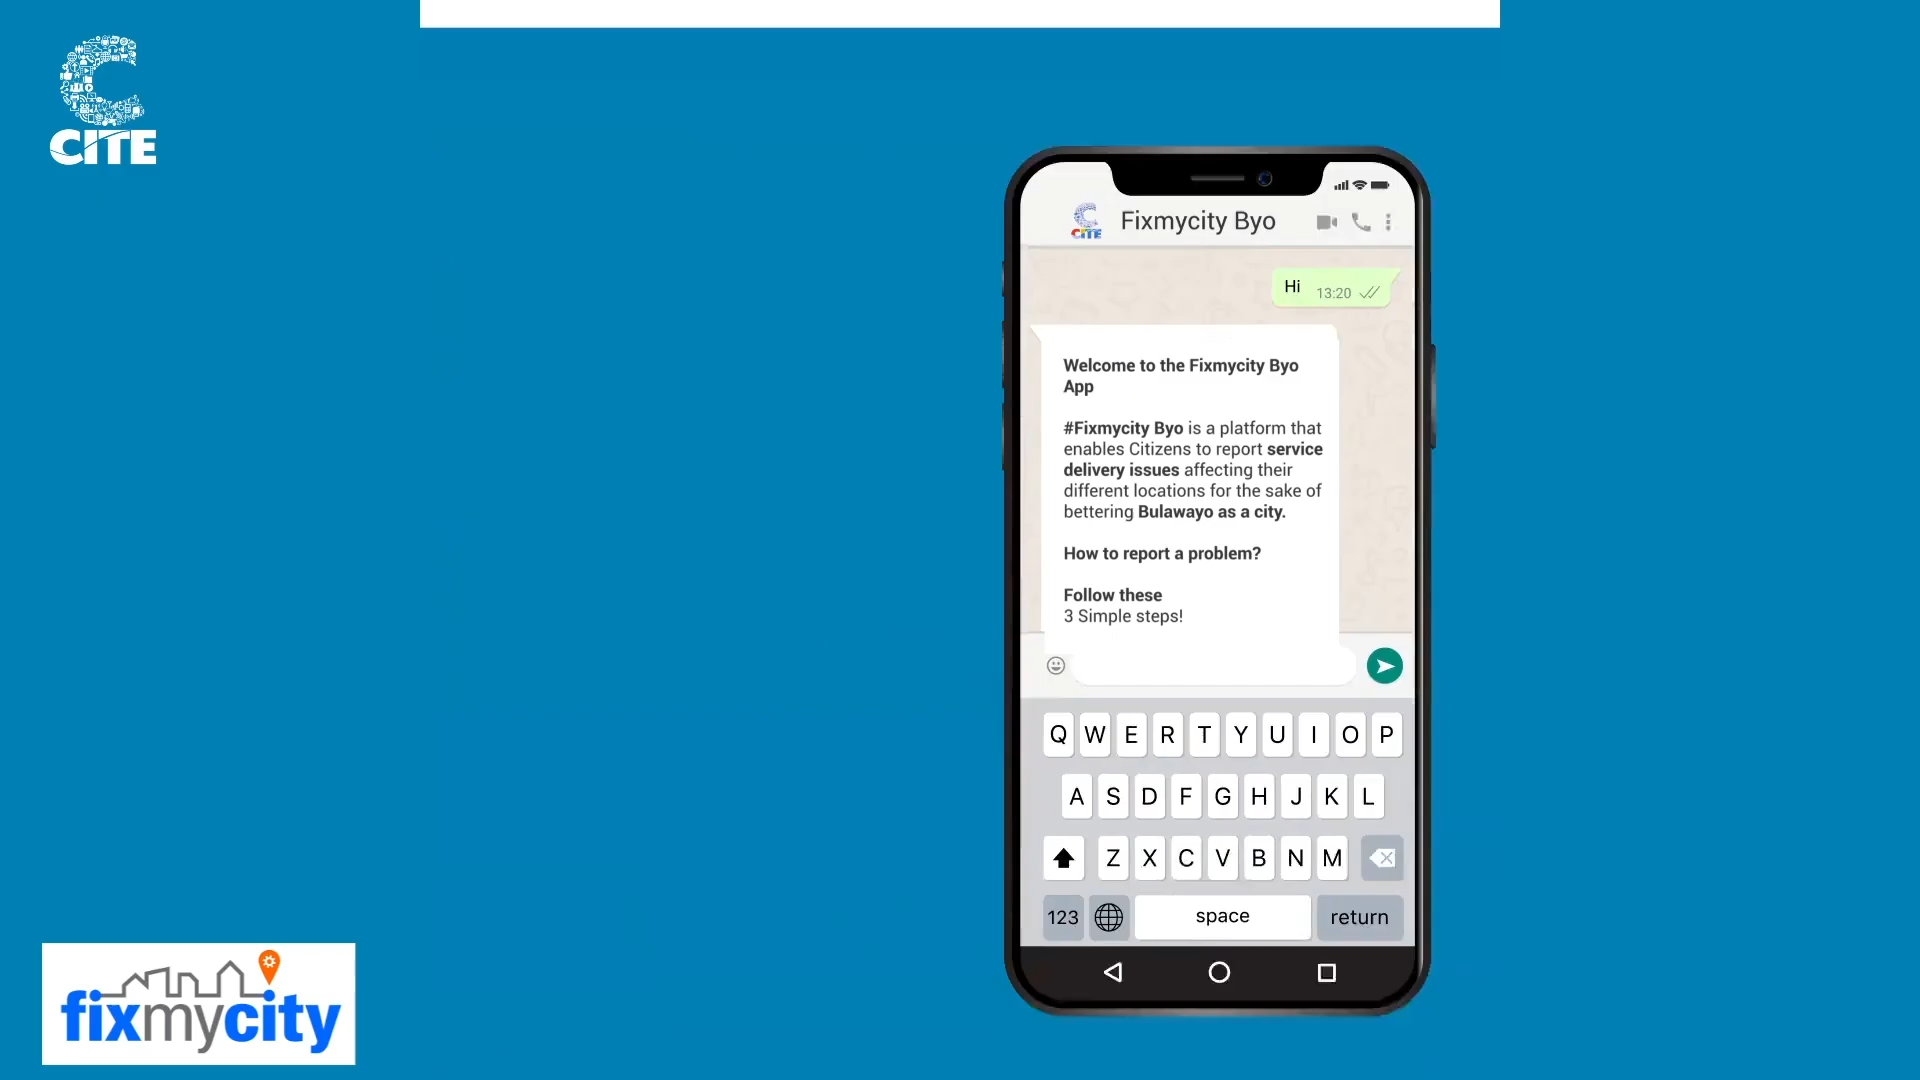 CITE
Fixmycity Byo
CITE
Hi 13:20
Welcome to the Fixmycity Byo
App
#Fixmycity Byo is a platform that
enables Citizens to report service
delivery issues affecting their
different locations for the sake of
bettering Bulawayo as a city.
How to report a problem?
Follow these
3 Simple steps!
Q W E R T Y U I O P
A S D F G H J K L
Z X C V B N M
123 space return
fixmycity